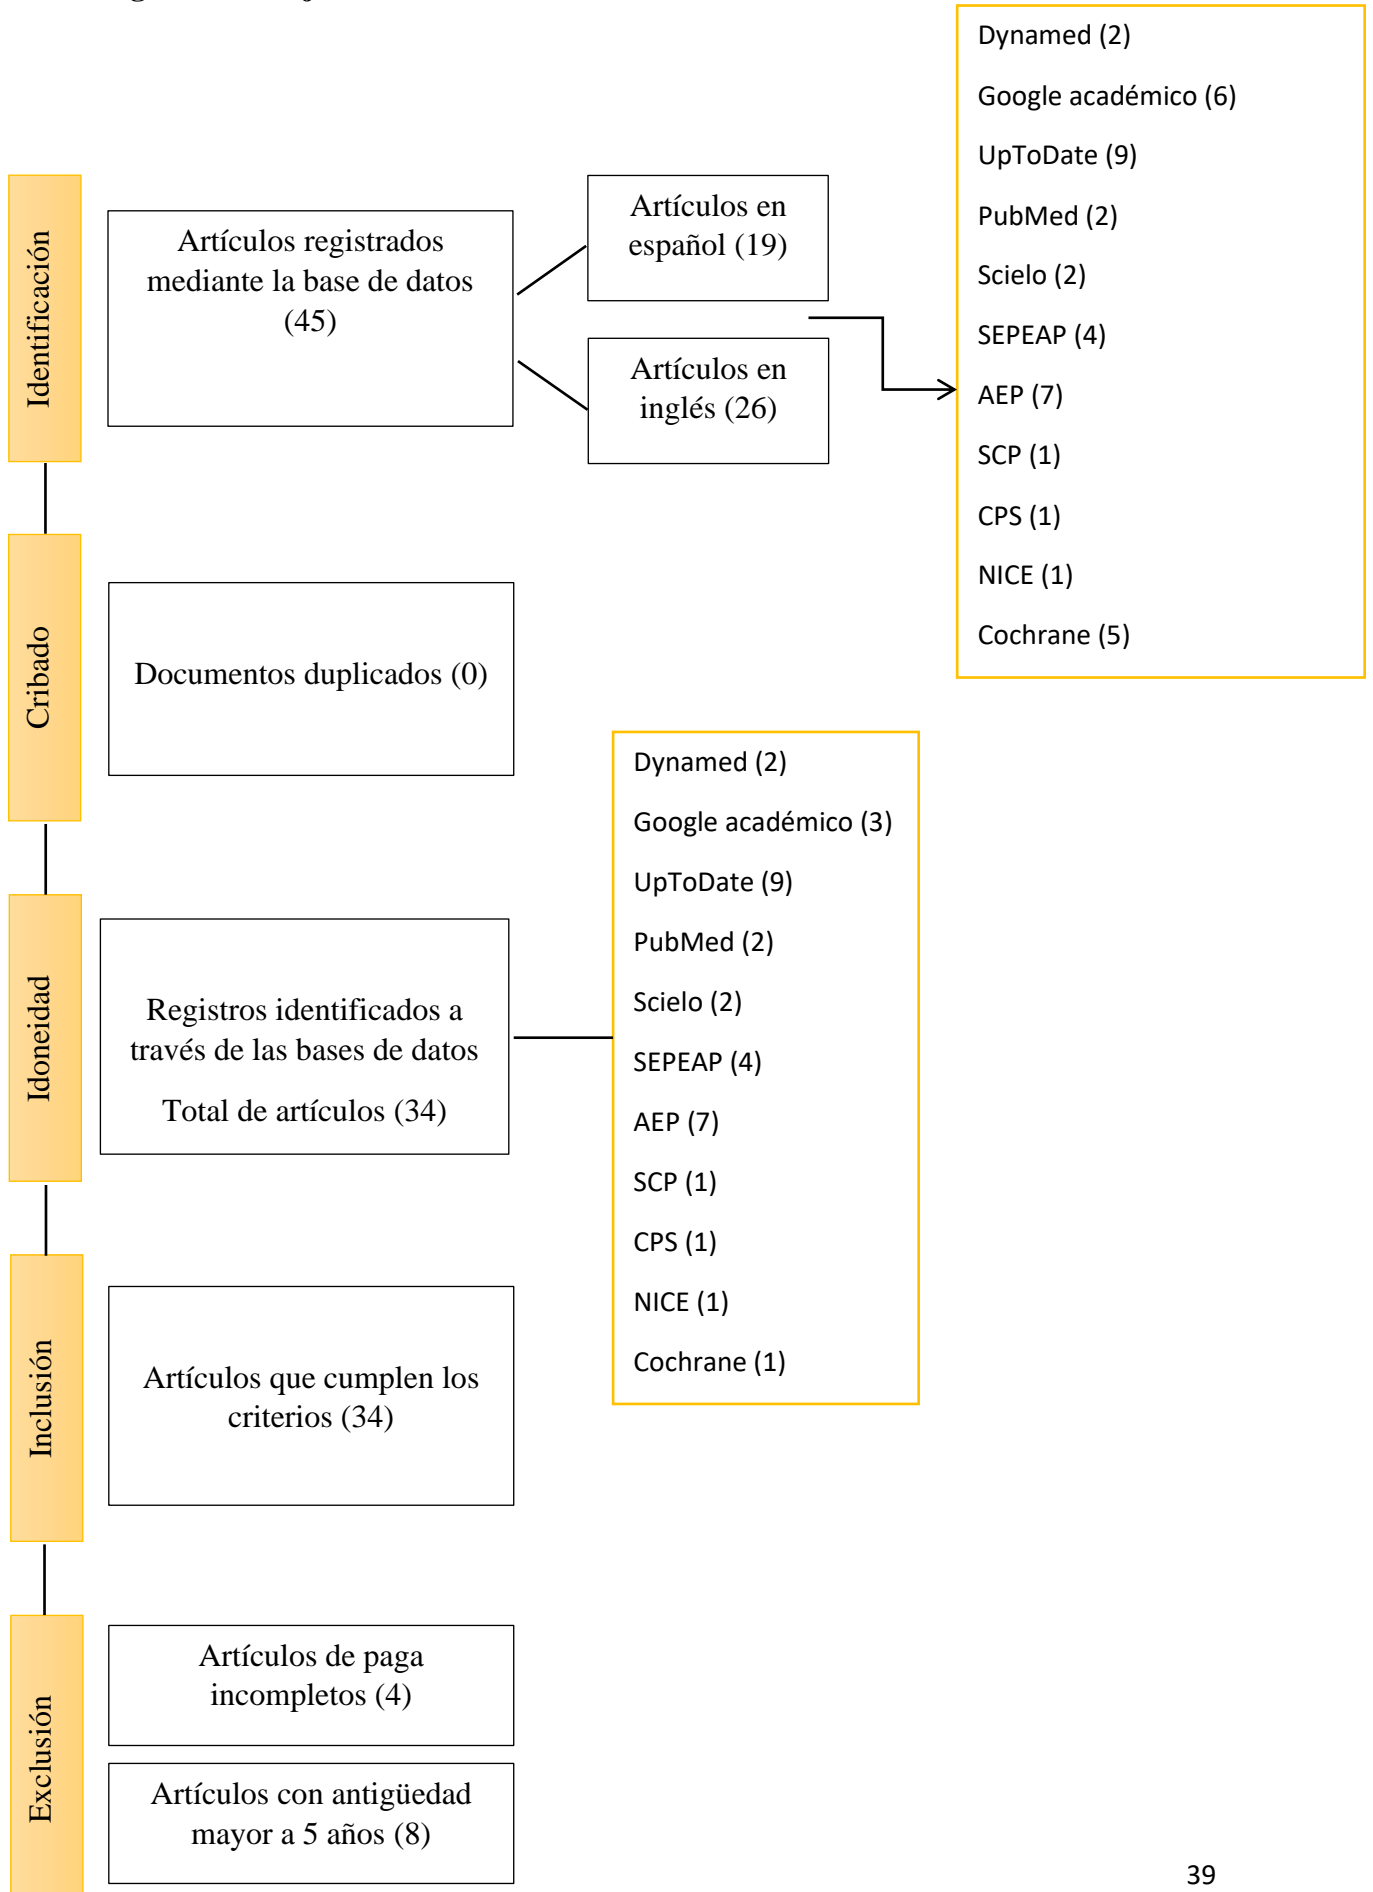 Identificación
Artículos registrados
mediante la base de datos
(45)
Artículos en
español (19)
Artículos en
inglés (26)
Dynamed (2)
Google académico (6)
UpToDate (9)
PubMed (2)
Scielo (2)
SEPEAP (4)
AEP (7)
SCP (1)
CPS (1)
NICE (1)
Cochrane (5)
Cribado
Documentos duplicados (0)
Idoneidad
Registros identificados a
través de las bases de datos
Total de artículos (34)
Dynamed (2)
Google académico (3)
UpToDate (9)
PubMed (2)
Scielo (2)
SEPEAP (4)
AEP (7)
SCP (1)
CPS (1)
NICE (1)
Cochrane (1)
Inclusión
Artículos que cumplen los
criterios (34)
Exclusión
Artículos de paga
incompletos (4)
Artículos con antigüedad
mayor a 5 años (8)
39